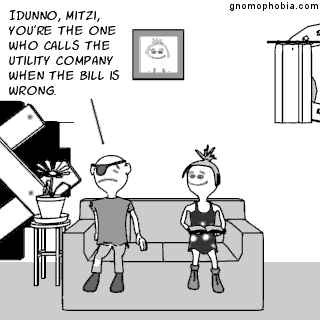 gnomophobia.com
IDUNNO, MITZI,
YOU'RE THE ONE
WHO CALLS THE
UTILITY COMPANY
WHEN THE BILL IS
WRONG.